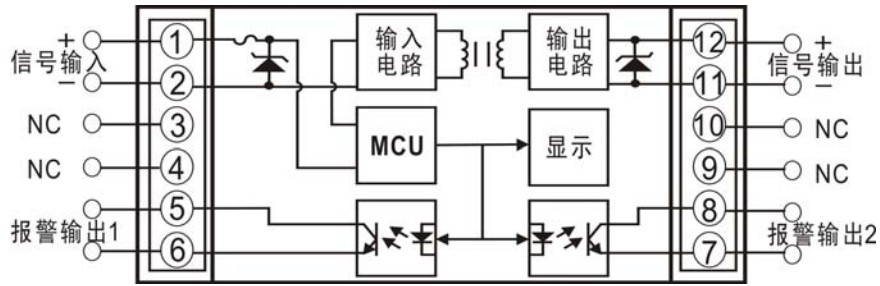 +
信号输入
−
NC
NC
报警输出1
①
②
③
④
⑤
⑥
输入
电路
MCU
输出
电路
显示
⑫
⑪
⑩
⑨
⑧
⑦
+
信号输出
−
NC
NC
报警输出2